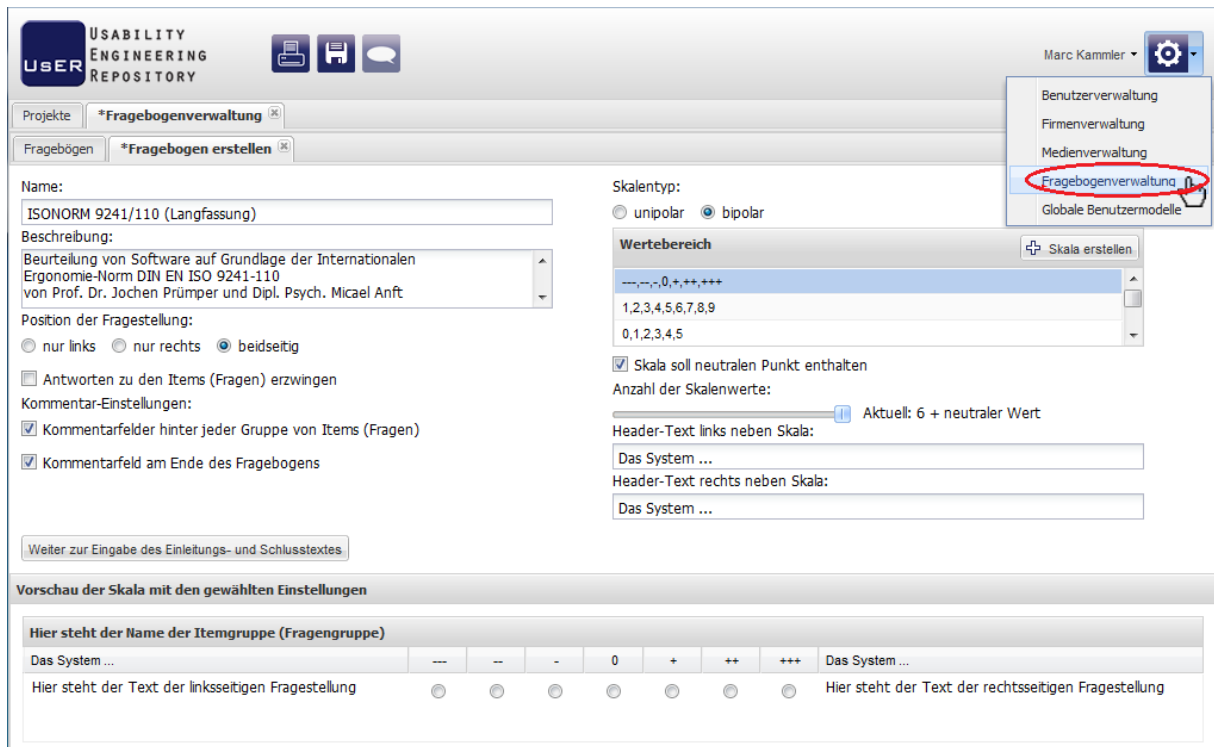 UsER
USABILITY
ENGINEERING
REPOSITORY
Marc Kammler
Benutzerverwaltung
Firmenverwaltung
Medienverwaltung
Fragebogenverwaltung
Globale Benutzermodelle
Projekte
*Fragebogenverwaltung
Fragebögen
*Fragebogen erstellen
Name:
ISONORM 9241/110 (Langfassung)
Beschreibung:
Beurteilung von Software auf Grundlage der Internationalen
Ergonomie-Norm DIN EN ISO 9241-110
von Prof. Dr. Jochen Prümper und Dipl. Psych. Micael Anft
Position der Fragestellung:
nur links nur rechts beidseitig
Antworten zu den Items (Fragen) erzwingen
Kommentar-Einstellungen:
Kommentarfelder hinter jeder Gruppe von Items (Fragen)
Kommentarfeld am Ende des Fragebogens
Weiter zur Eingabe des Einleitungs- und Schlusstextes
Skalentyp:
unipolar bipolar
Wertebereich
Skala erstellen
---,--,-,0,+,++,+++
1,2,3,4,5,6,7,8,9
0,1,2,3,4,5
Skala soll neutralen Punkt enthalten
Anzahl der Skalenwerte:
Aktuell: 6 + neutraler Wert
Header-Text links neben Skala:
Das System ...
Header-Text rechts neben Skala:
Das System ...
Vorschau der Skala mit den gewählten Einstellungen
Hier steht der Name der Itemgruppe (Fragengruppe)
Das System ... --- -- - 0 + ++ +++ Das System ...
Hier steht der Text der linksseitigen Fragestellung Hier steht der Text der rechtsseitigen Fragestellung